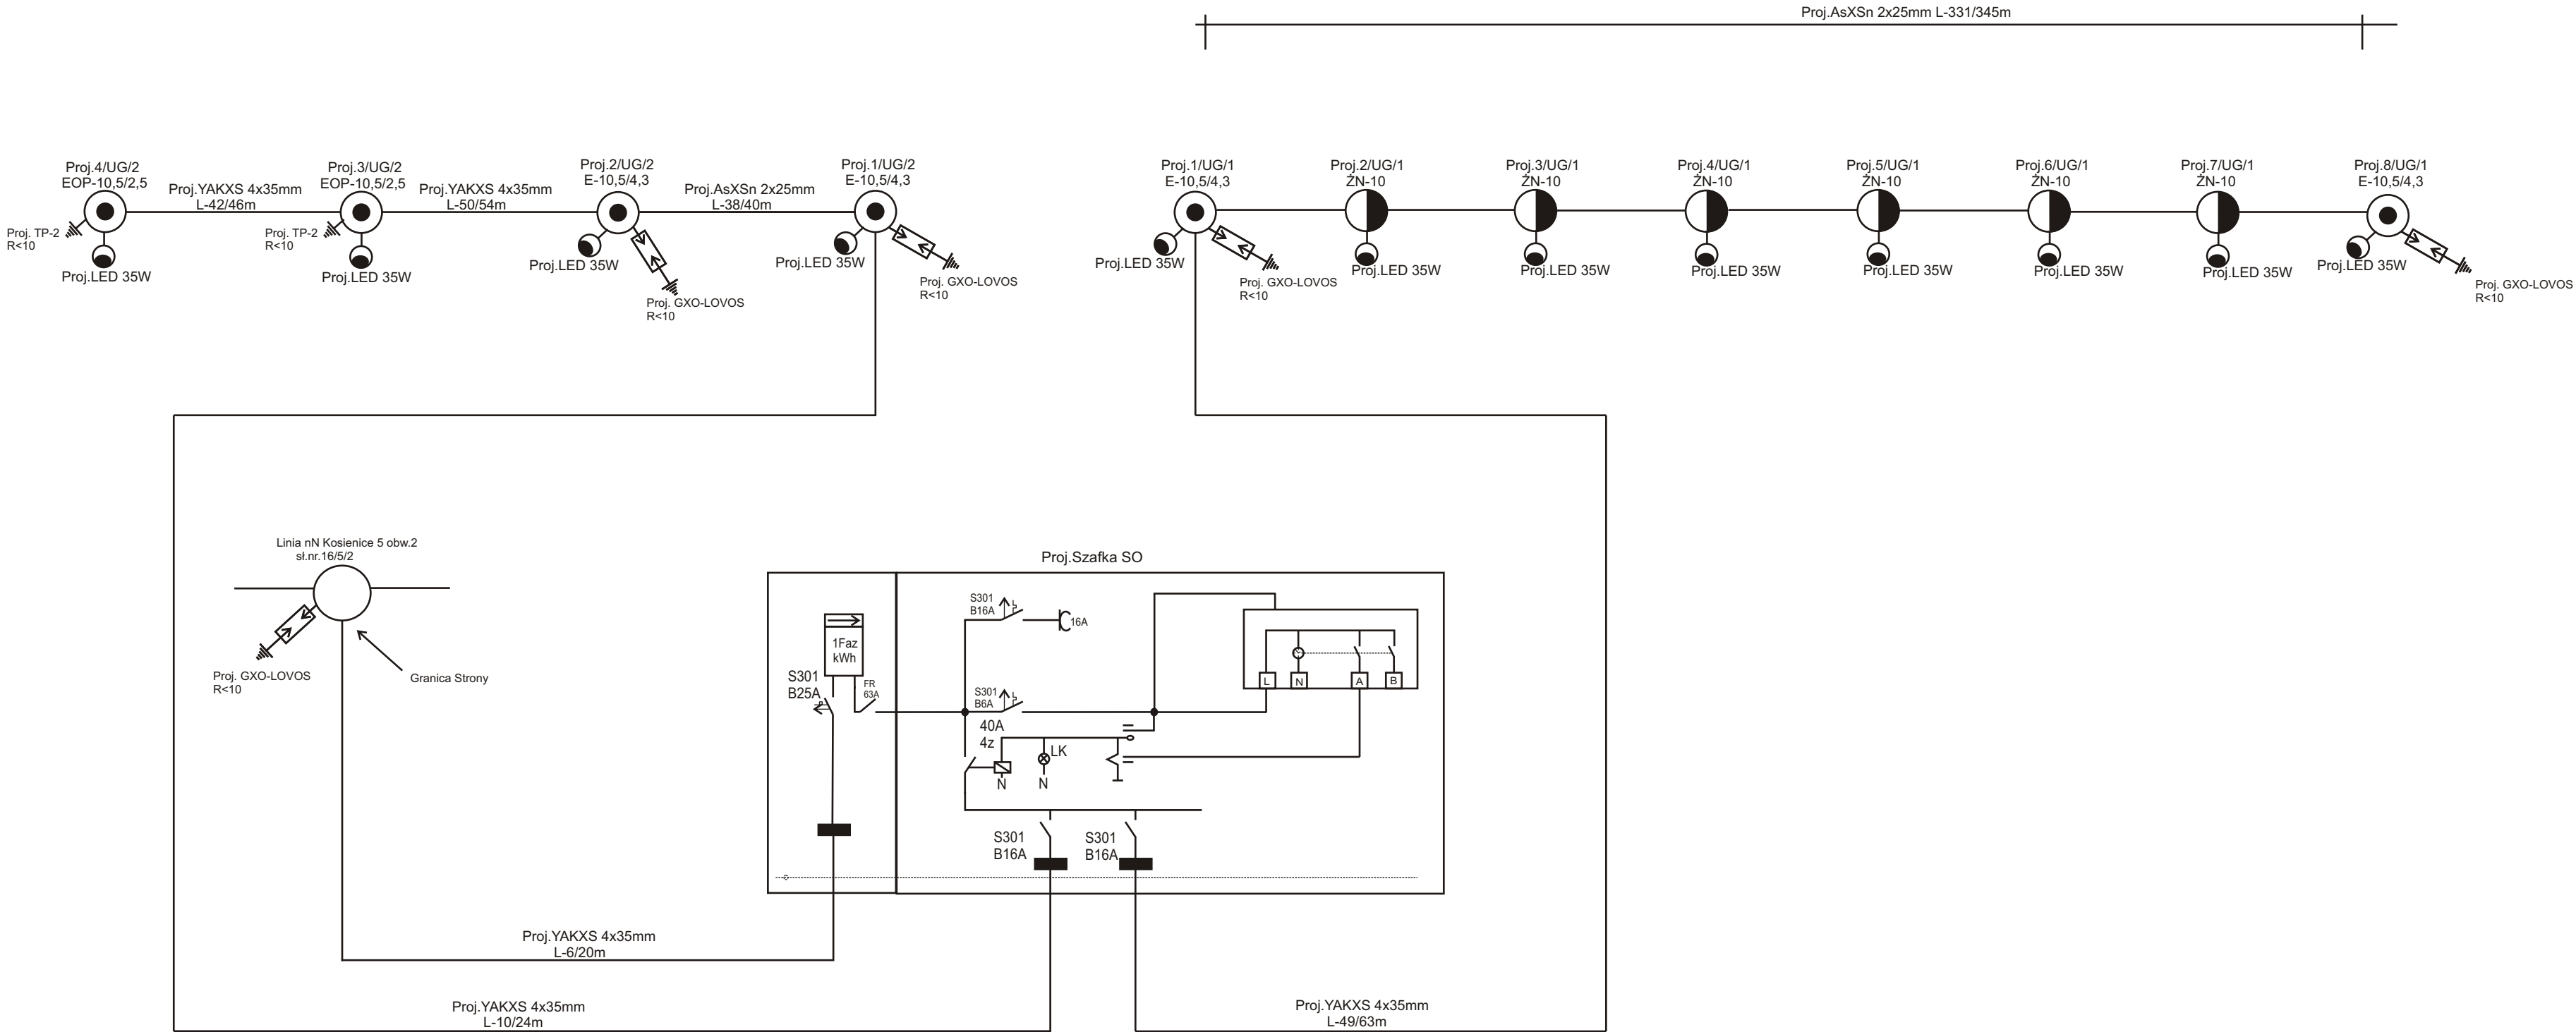 Proj.AsXSn 2x25mm L-331/345m
Proj.4/UG/2
EOP-10,5/2,5
Proj.YAKXS 4x35mm
L-42/46m
Proj.3/UG/2
EOP-10,5/2,5
Proj.YAKXS 4x35mm
L-50/54m
Proj.2/UG/2
E-10,5/4,3
Proj.AsXSn 2x25mm
L-38/40m
Proj.1/UG/2
E-10,5/4,3
Proj.1/UG/1
E-10,5/4,3
Proj.2/UG/1
ŻN-10
Proj.3/UG/1
ŻN-10
Proj.4/UG/1
ŻN-10
Proj.5/UG/1
ŻN-10
Proj.6/UG/1
ŻN-10
Proj.7/UG/1
ŻN-10
Proj.8/UG/1
E-10,5/4,3
Proj. TP-2
R<10
Proj.LED 35W
Proj. TP-2
R<10
Proj.LED 35W
Proj.LED 35W
Proj. GXO-LOVOS
R<10
Proj.LED 35W
Proj. GXO-LOVOS
R<10
Proj.LED 35W
Proj. GXO-LOVOS
R<10
Proj.LED 35W
Proj.LED 35W
Proj.LED 35W
Proj.LED 35W
Proj.LED 35W
Proj.LED 35W
Proj.LED 35W
Proj. GXO-LOVOS
R<10
Linia nN Kosienice 5 obw.2
sł.nr.16/5/2
Proj. GXO-LOVOS
R<10
Granica Strony
Proj.Szafka SO
1Faz
kWh
S301
B25A
FR
63A
S301
B16A
16A
S301
B6A
40A
4z
N
LK
N
L
N
A
B
S301
B16A
S301
B16A
Proj.YAKXS 4x35mm
L-6/20m
Proj.YAKXS 4x35mm
L-10/24m
Proj.YAKXS 4x35mm
L-49/63m